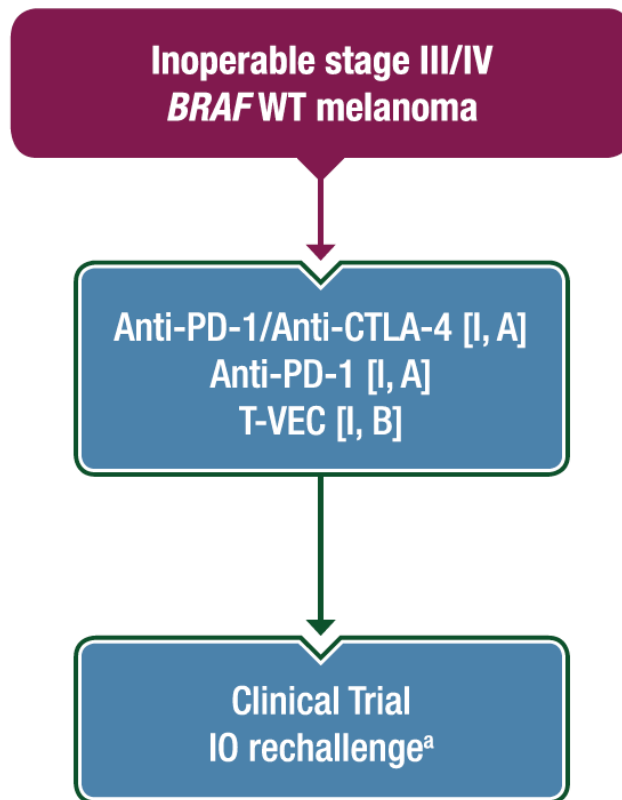 Inoperable stage III/IV
BRAF WT melanoma
Anti-PD-1/Anti-CTLA-4 [I, A]
Anti-PD-1 [I, A]
T-VEC [I, B]
Clinical Trial
IO rechallengeᵃ